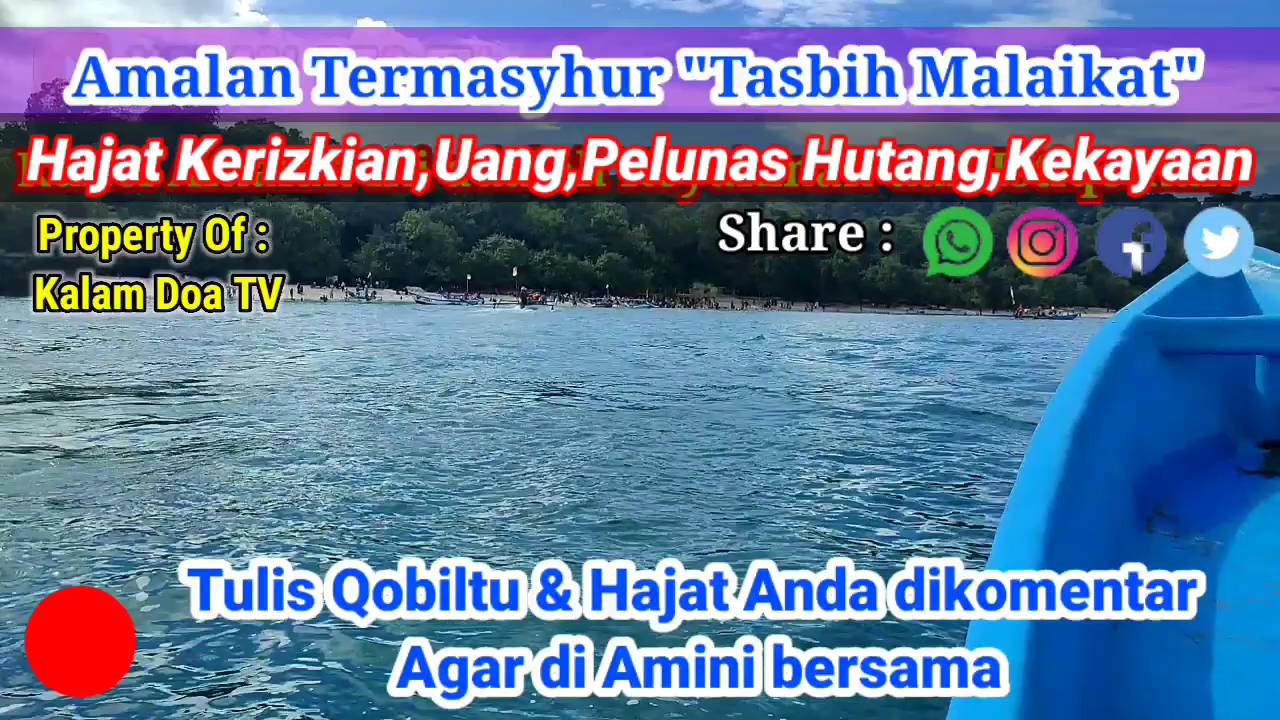 Amalan Termasyhur "Tasbih Malaikat"
Hajat Kerizkian,Uang,Pelunas Hutang,Kekayaan
Property Of :
Kalam Doa TV
Share :
Tulis Qobiltu & Hajat Anda dikomentar
Agar di Amini bersama